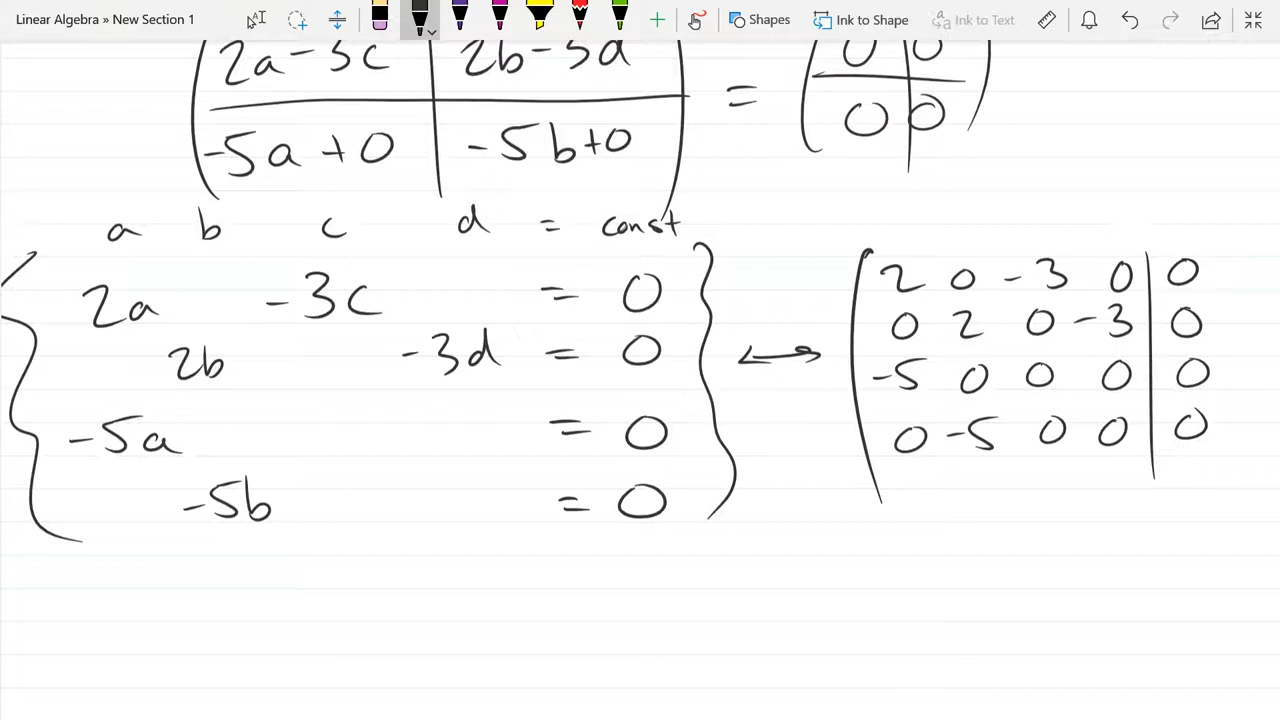 Linear Algebra » New Section 1 Shapes Ink to Shape Ink to Text
2a-3c 2b-3d 0 0
=
-5a+0 -5b+0 0 0
a b c d = const
2a -3c = 0
2b -3d = 0
-5a = 0
-5b = 0
↔
2 0 -3 0 | 0
0 2 0 -3 | 0
-5 0 0 0 | 0
0 -5 0 0 | 0